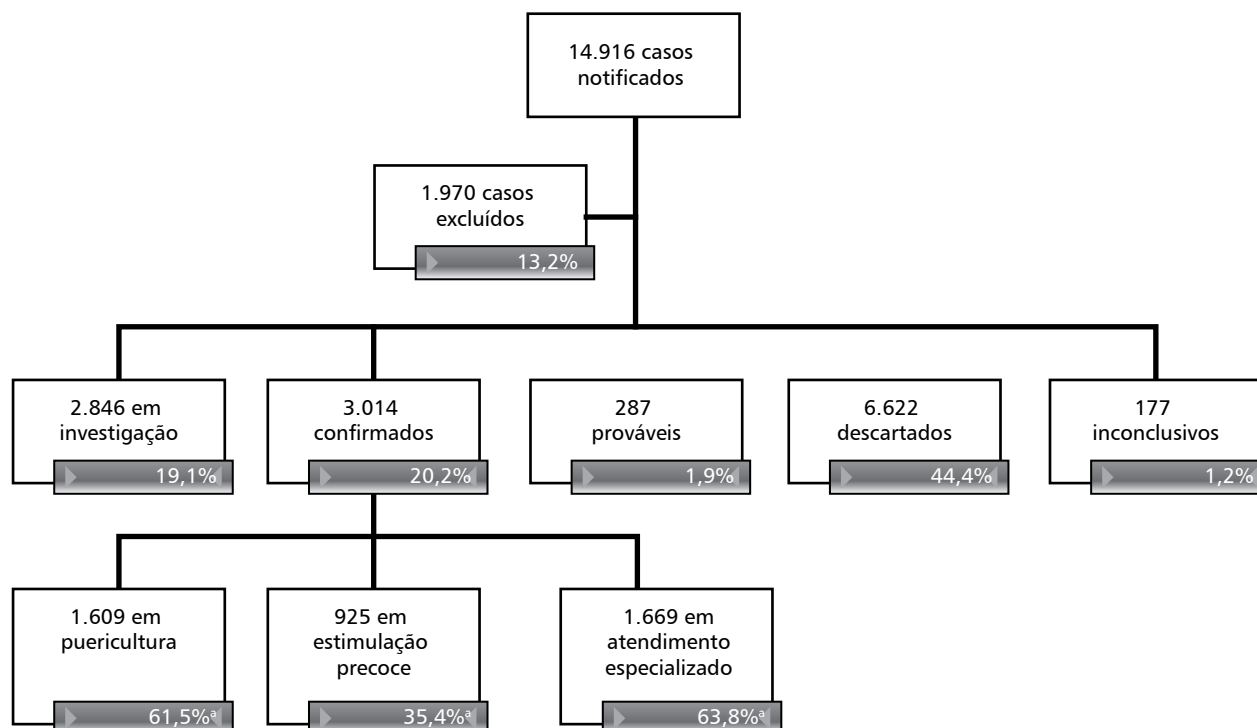 14.916 casos
notificados
1.970 casos
excluídos
13,2%
2.846 em
investigação
19,1%
3.014
confirmados
20,2%
287
prováveis
1,9%
6.622
descartados
44,4%
177
inconclusivos
1,2%
1.609 em
puericultura
61,5%ᵃ
925 em
estimulação
precoce
35,4%ᵃ
1.669 em
atendimento
especializado
63,8%ᵃ